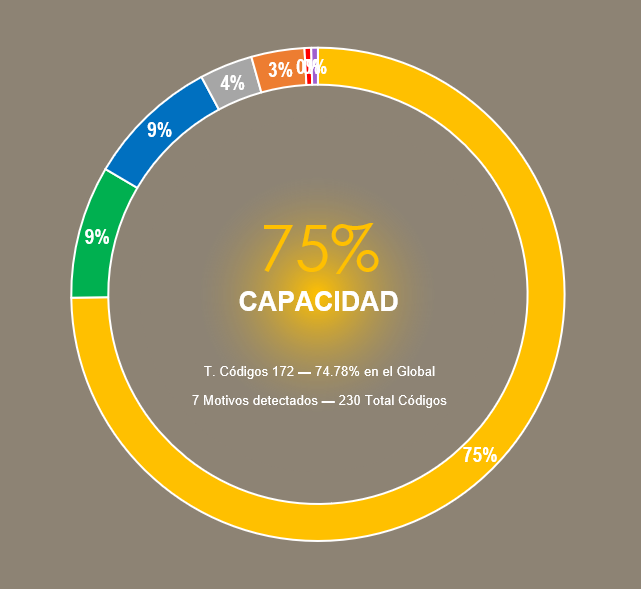 3%
4%
9%
9%
75%
CAPACIDAD
T. Códigos 172 — 74.78% en el Global
7 Motivos detectados — 230 Total Códigos
75%